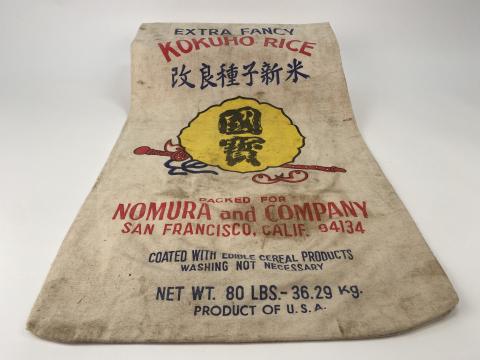 EXTRA FANCY
KOKUHO RICE
改良種子新米
國
寳
PACKED FOR
NOMURA and COMPANY
SAN FRANCISCO, CALIF. 94134
COATED WITH EDIBLE CEREAL PRODUCTS
WASHING NOT NECESSARY
NET WT. 80 LBS.- 36.29 Kg.
PRODUCT OF U.S.A.